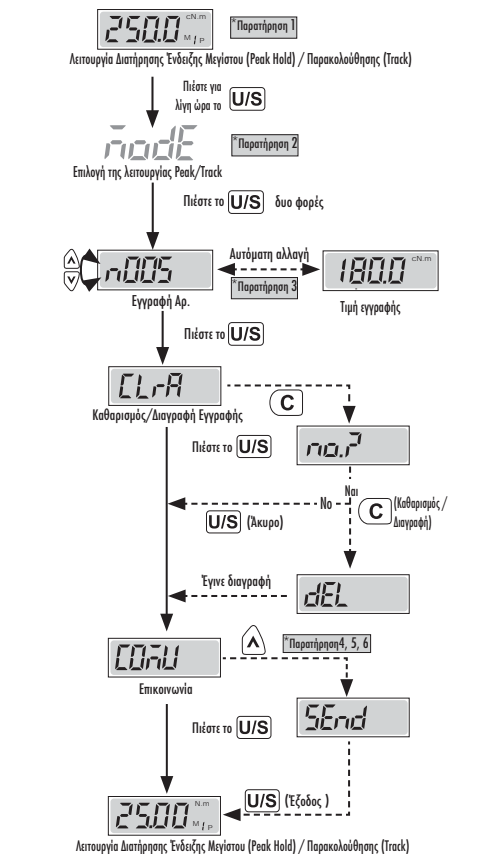 250.0 cN.m M / P
*Παρατήρηση 1
Λειτουργία Διατήρησης Ένδειξης Μεγίστου (Peak Hold) / Παρακολούθησης (Track)
Πιέστε για
λίγη ώρα το U/S
ModE
*Παρατήρηση 2
Επιλογή της λειτουργίας Peak/Track
Πιέστε το U/S δυο φορές
n005
Αυτόματη αλλαγή
*Παρατήρηση 3
180.0 cN.m
Εγγραφή Αρ.
Τιμή εγγραφής
Πιέστε το U/S
CLrA
C
Καθαρισμός/Διαγραφή Εγγραφής
Πιέστε το U/S
no.?
Ναι
No
C (Καθαρισμός /
Διαγραφή)
U/S (Άκυρο)
Έγινε διαγραφή
dEL
COMU
*Παρατήρηση4, 5, 6
Επικοινωνία
SEnd
Πιέστε το U/S
U/S (Έξοδος )
25.00 N.m M / P
Λειτουργία Διατήρησης Ένδειξης Μεγίστου (Peak Hold) / Παρακολούθησης (Track)